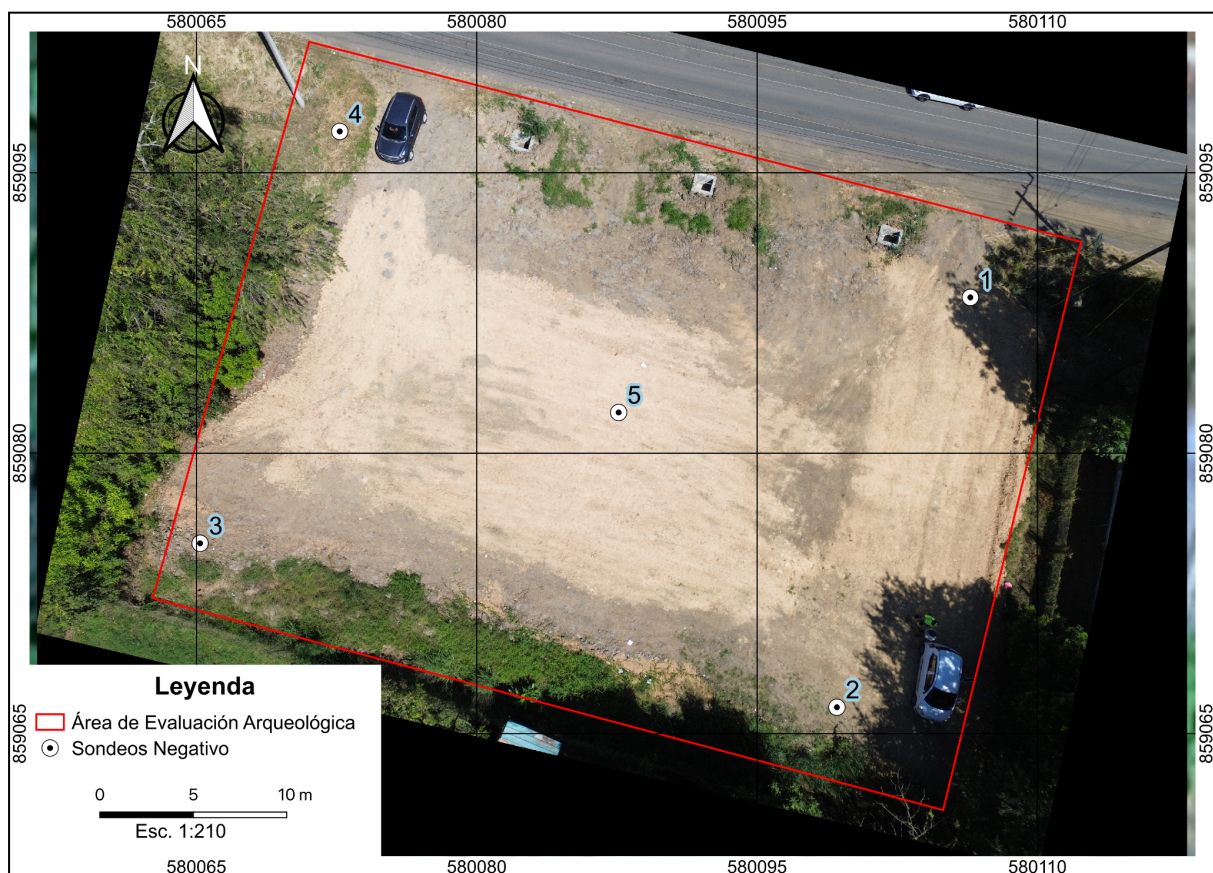 580065 580080 580095 580110
N
4
859095 859095
1
5
859080 859080
3
2
859065 859065
Leyenda
Área de Evaluación Arqueológica
Sondeos Negativo
0 5 10 m
Esc. 1:210
580065 580080 580095 580110